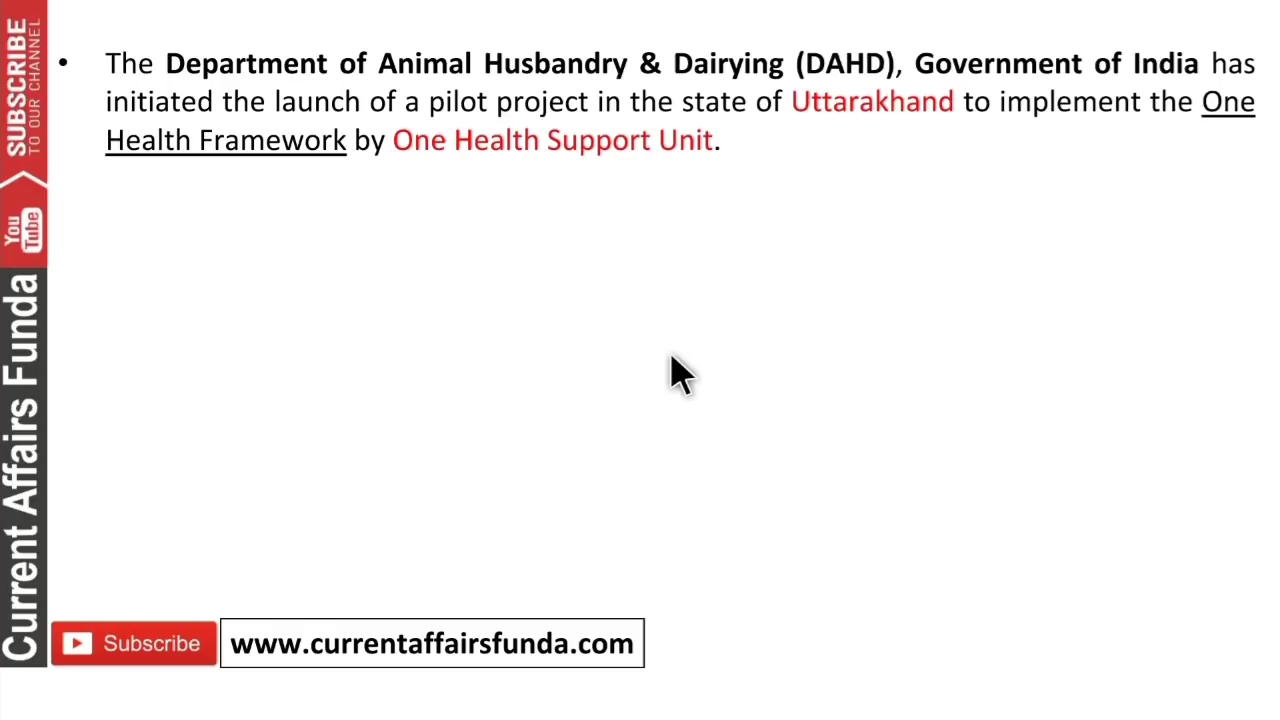 • The Department of Animal Husbandry & Dairying (DAHD), Government of India has
initiated the launch of a pilot project in the state of Uttarakhand to implement the One
Health Framework by One Health Support Unit.
SUBSCRIBE
TO OUR CHANNEL
You
Tube
Current Affairs Funda
Subscribe
www.currentaffairsfunda.com